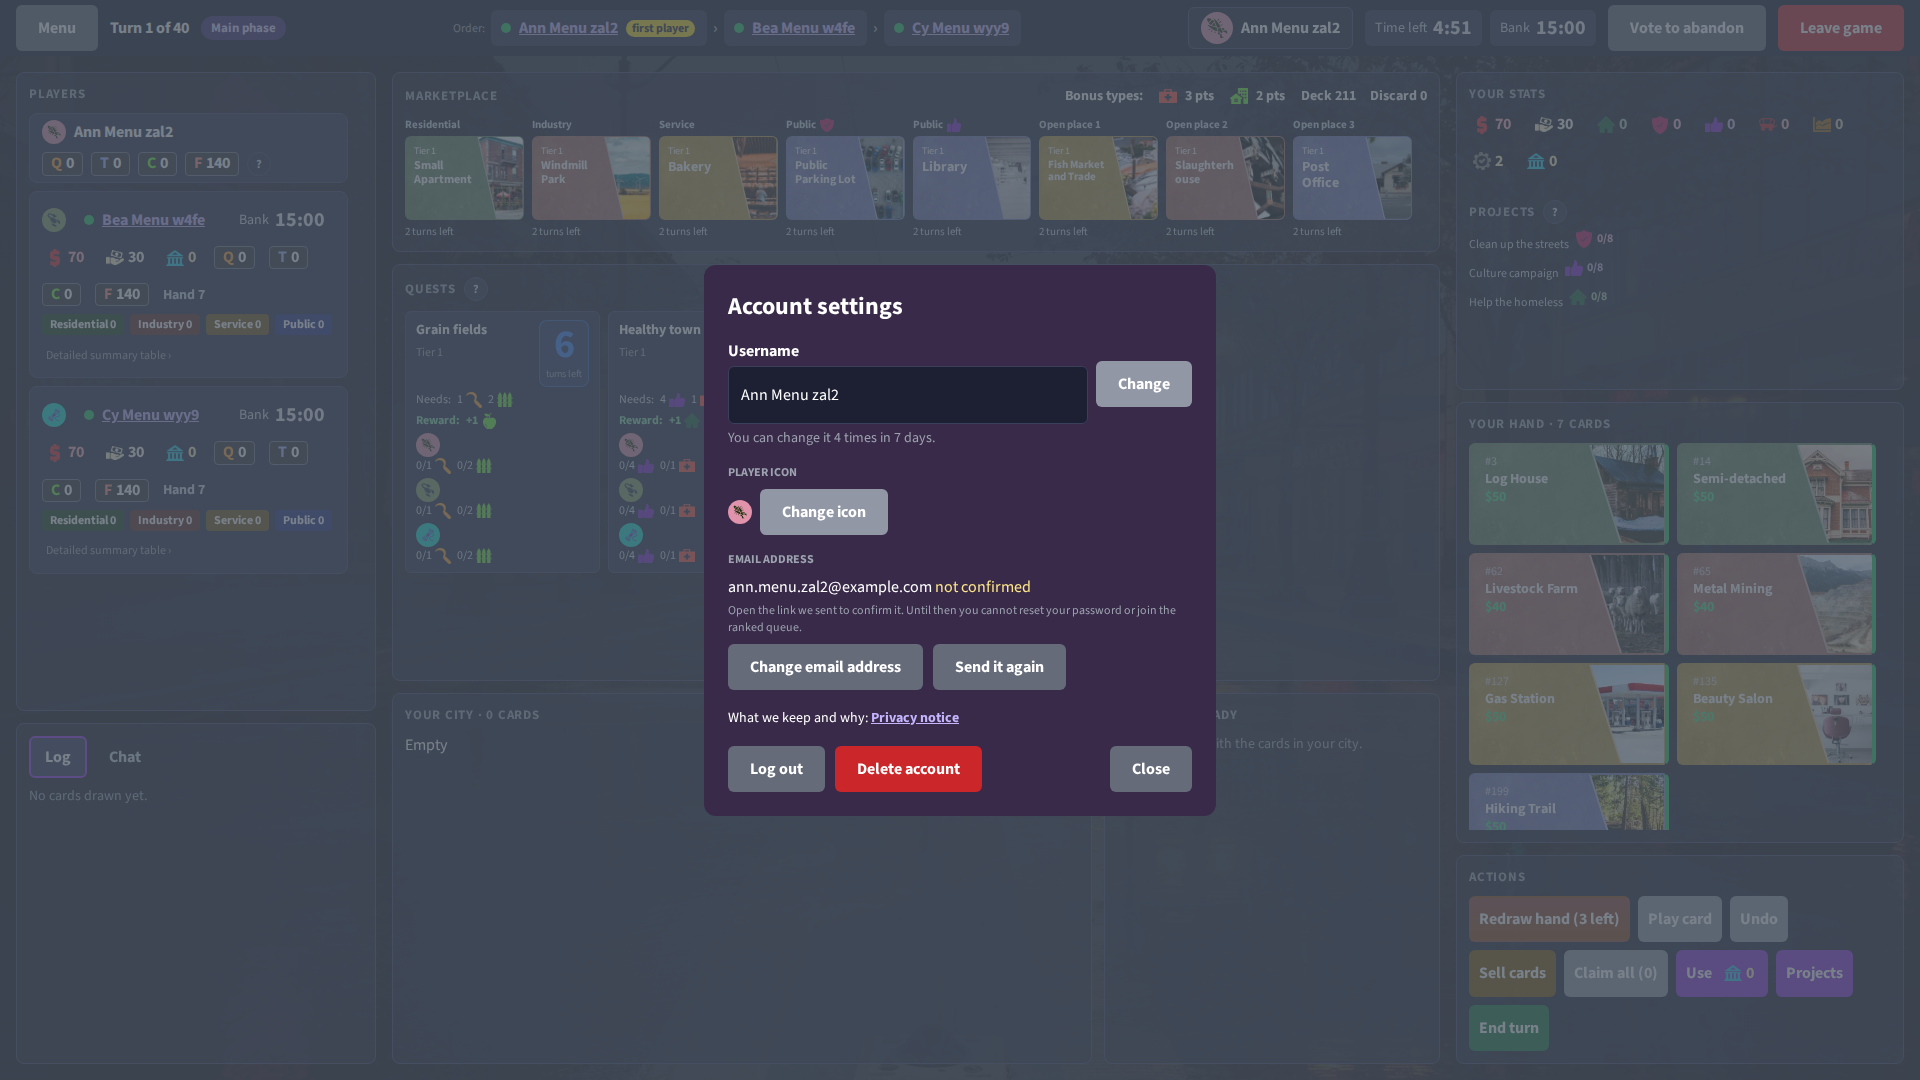 Menu
Turn 1 of 40
Main phase
Order:
Ann Menu zal2
first player
›
Bea Menu w4fe
›
Cy Menu wyy9
Ann Menu zal2
Time left 4:51
Bank 15:00
Vote to abandon
Leave game
PLAYERS
Ann Menu zal2
Q 0
T 0
C 0
F 140
?
Bea Menu w4fe
Bank 15:00
70
30
0
Q 0
T 0
C 0
F 140
Hand 7
Residential 0
Industry 0
Service 0
Public 0
Detailed summary table ›
Cy Menu wyy9
Bank 15:00
70
30
0
Q 0
T 0
C 0
F 140
Hand 7
Residential 0
Industry 0
Service 0
Public 0
Detailed summary table ›
Log
Chat
No cards drawn yet.
MARKETPLACE
Bonus types:
3 pts
2 pts
Deck 211
Discard 0
Residential
Tier 1
Small
Apartment
2 turns left
Industry
Tier 1
Windmill
Park
2 turns left
Service
Tier 1
Bakery
2 turns left
Public
Tier 1
Public
Parking Lot
2 turns left
Public
Tier 1
Library
2 turns left
Open place 1
Tier 1
Fish Market
and Trade
2 turns left
Open place 2
Tier 1
Slaughterh
ouse
2 turns left
Open place 3
Tier 1
Post
Office
2 turns left
QUESTS
?
Grain fields
Tier 1
6
turns left
Needs: 1 2
Reward: +1
0/1 0/2
0/1 0/2
0/1 0/2
Healthy town
Tier 1
Needs: 4 1
Reward: +1
0/4 0/1
0/4 0/1
0/4 0/1
YOUR CITY · 0 CARDS
Empty
ADY
ith the cards in your city.
Account settings
Username
Ann Menu zal2
Change
You can change it 4 times in 7 days.
PLAYER ICON
Change icon
EMAIL ADDRESS
ann.menu.zal2@example.com not confirmed
Open the link we sent to confirm it. Until then you cannot reset your password or join the
ranked queue.
Change email address
Send it again
What we keep and why: Privacy notice
Log out
Delete account
Close
YOUR STATS
70
30
0
0
0
0
0
2
0
PROJECTS
?
Clean up the streets 0/8
Culture campaign 0/8
Help the homeless 0/8
YOUR HAND · 7 CARDS
#3
Log House
$50
#14
Semi-detached
$50
#62
Livestock Farm
$40
#65
Metal Mining
$40
#127
Gas Station
#135
Beauty Salon
#199
Hiking Trail
$50
ACTIONS
Redraw hand (3 left)
Play card
Undo
Sell cards
Claim all (0)
Use 0
Projects
End turn